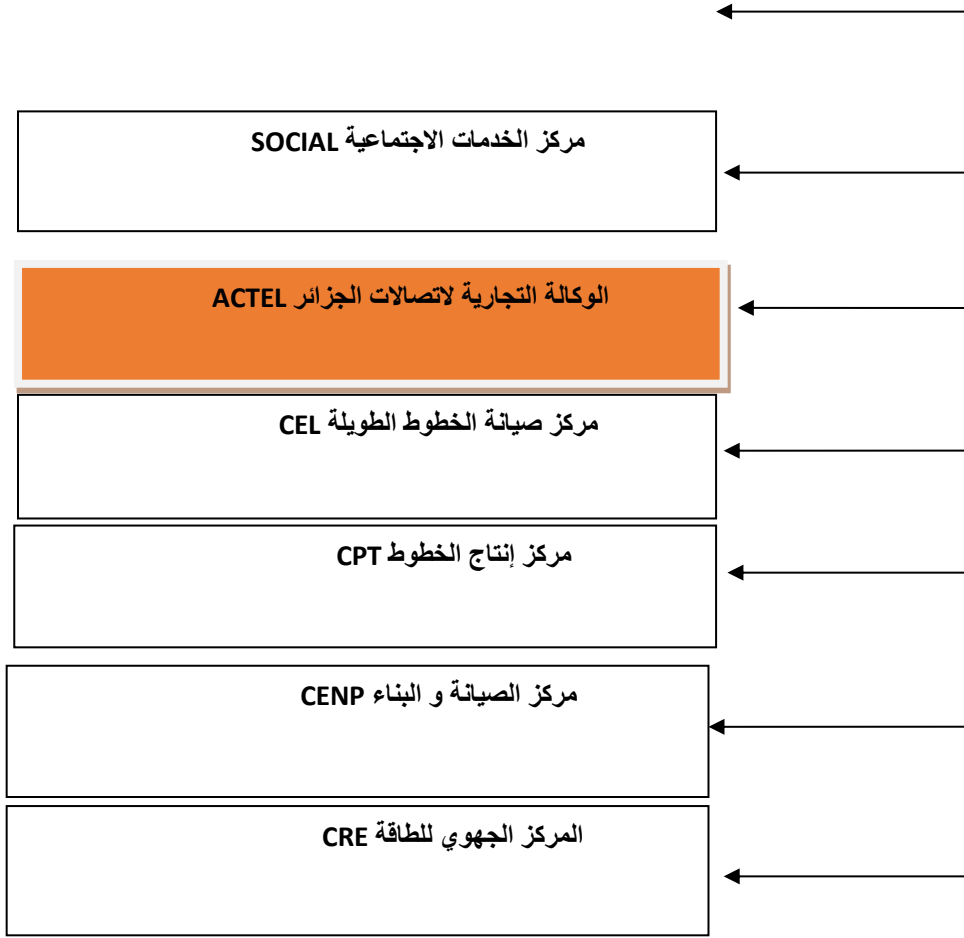 مركز الخدمات الاجتماعية SOCIAL
الوكالة التجارية لاتصالات الجزائر ACTEL
مركز صيانة الخطوط الطويلة CEL
مركز إنتاج الخطوط CPT
مركز الصيانة و البناء CENP
المركز الجهوي للطاقة CRE